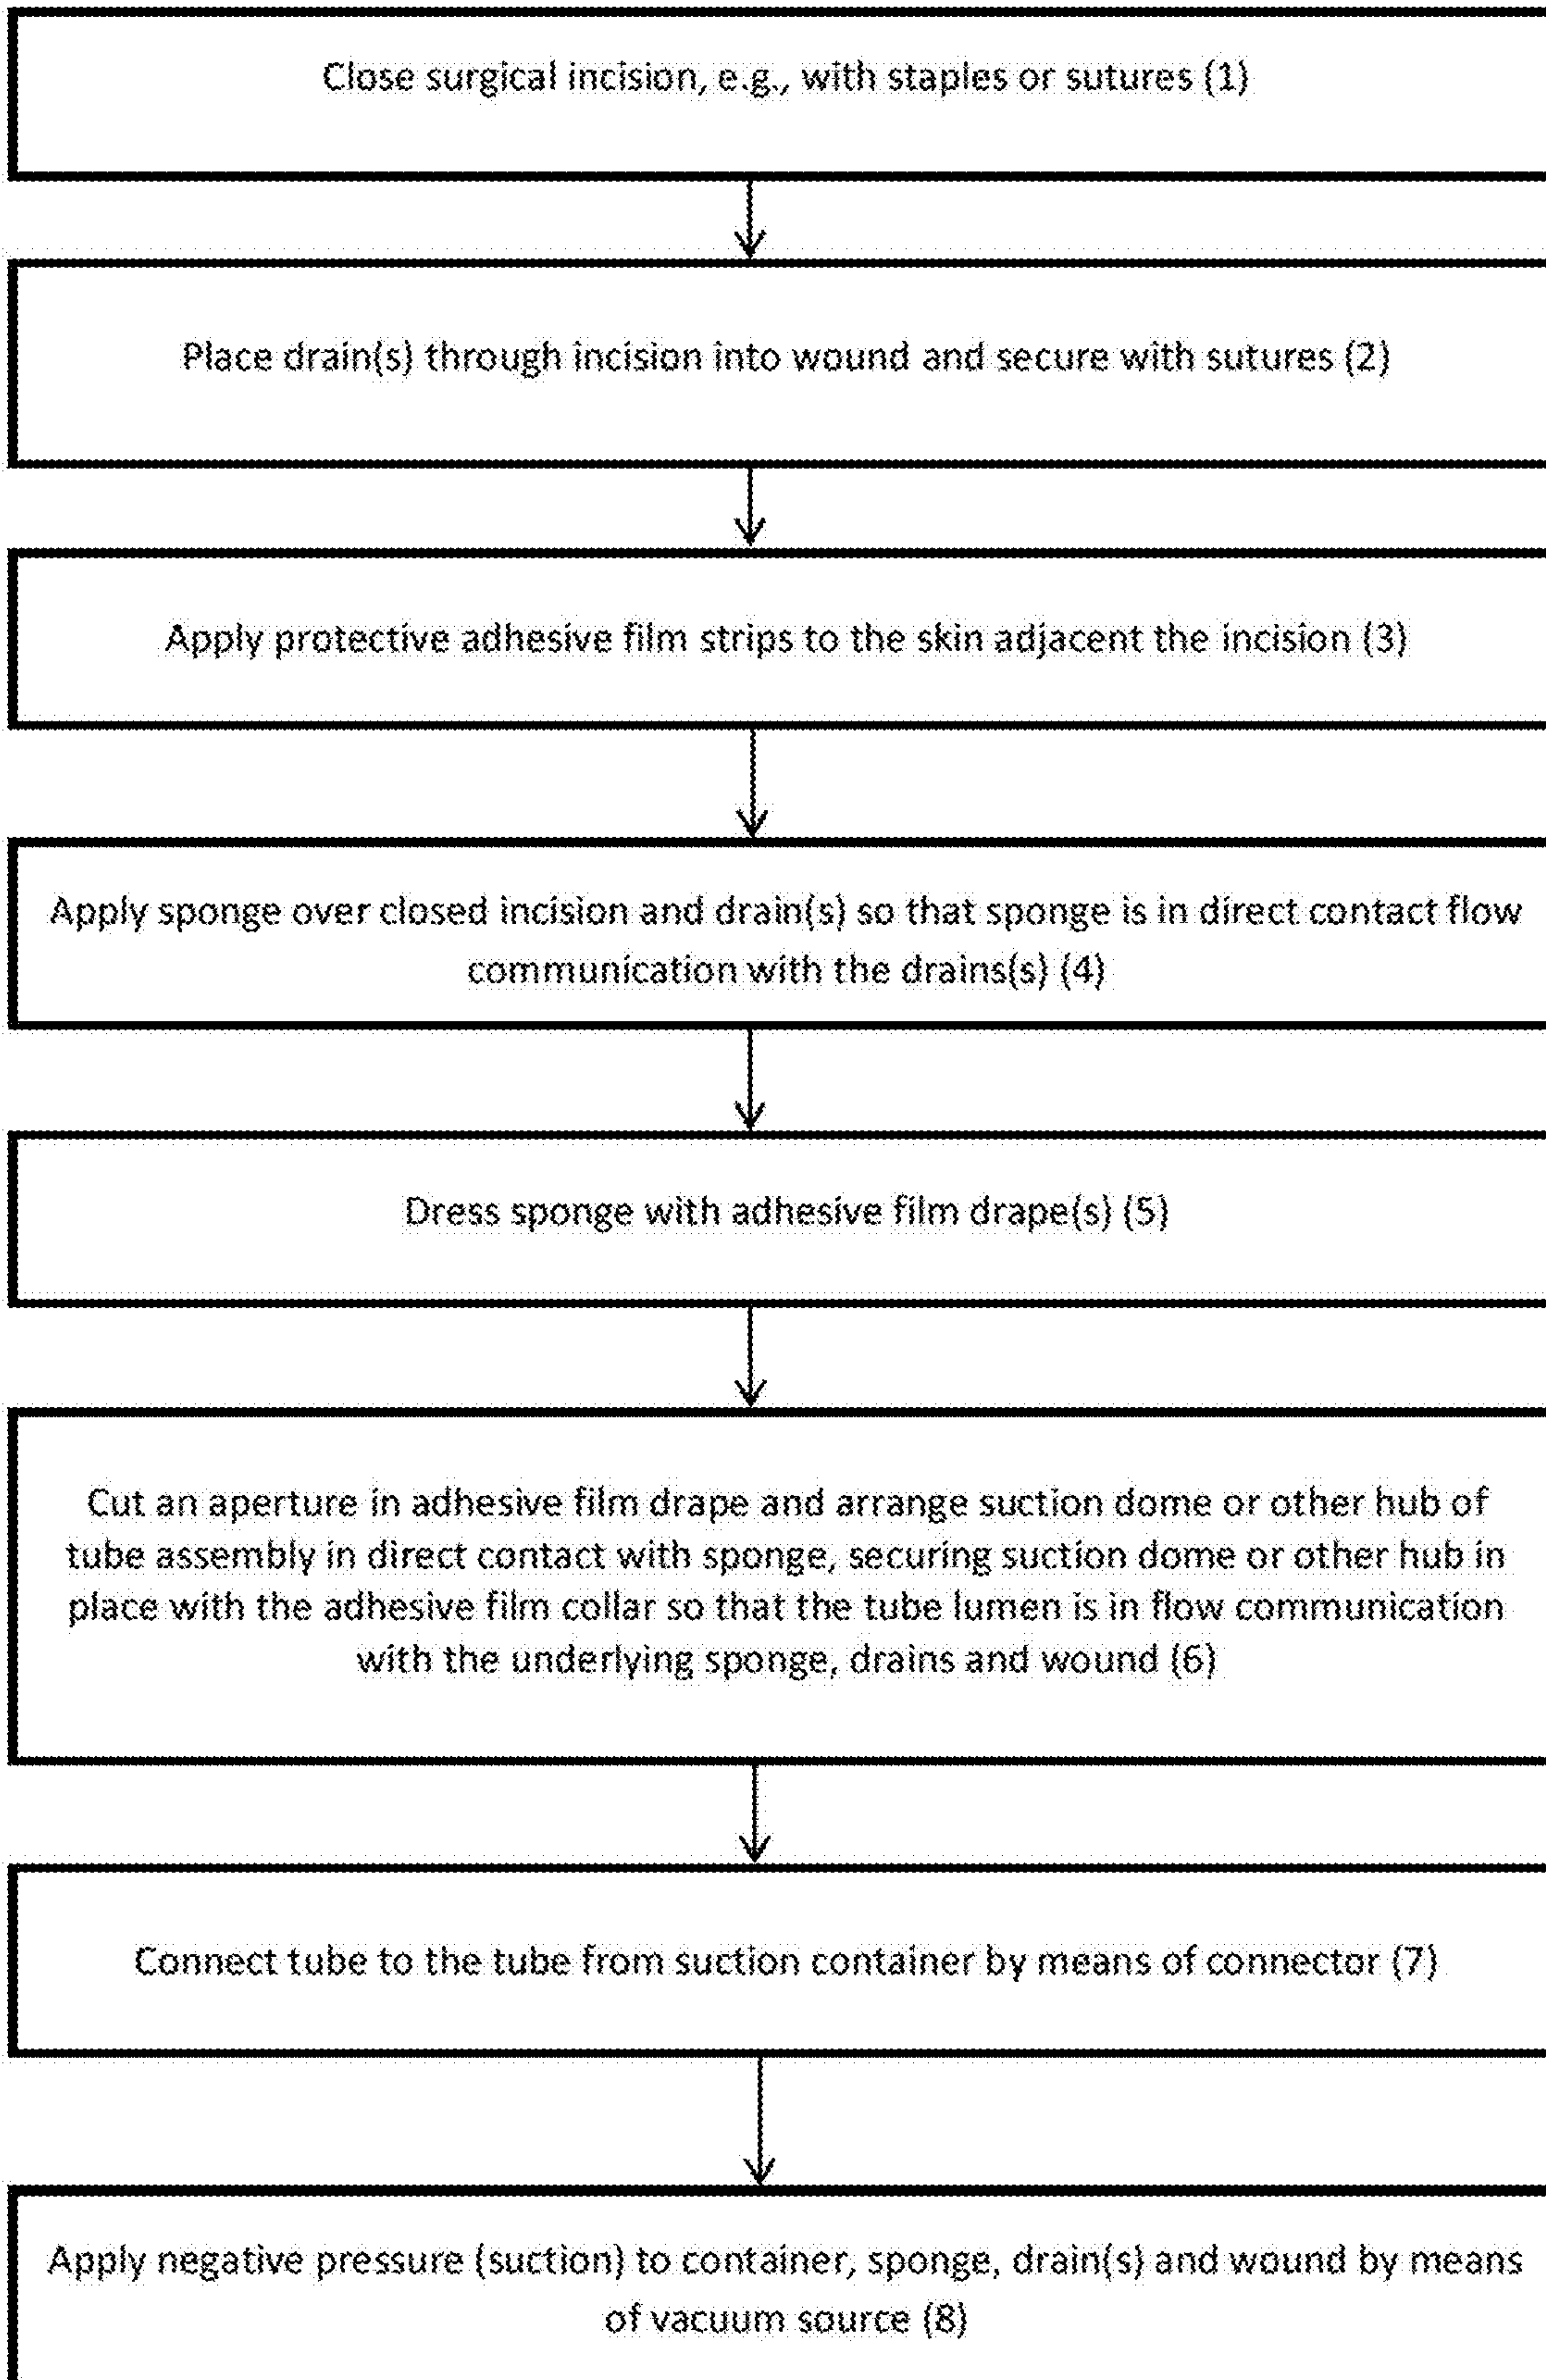 Close surgical incision, e.g., with staples or sutures (1)
Place drain(s) through incision into wound and secure with sutures (2)
Apply protective adhesive film strips to the skin adjacent the incision (3)
Apply sponge over closed incision and drain(s) so that sponge is in direct contact flow
communication with the drains(s) (4)
Dress sponge with adhesive film drape(s) (5)
Cut an aperture in adhesive film drape and arrange suction dome or other hub of
tube assembly in direct contact with sponge, securing suction dome or other hub in
place with the adhesive film collar so that the tube lumen is in flow communication
with the underlying sponge, drains and wound (6)
Connect tube to the tube from suction container by means of connector (7)
Apply negative pressure (suction) to container, sponge, drain(s) and wound by means
of vacuum source (8)